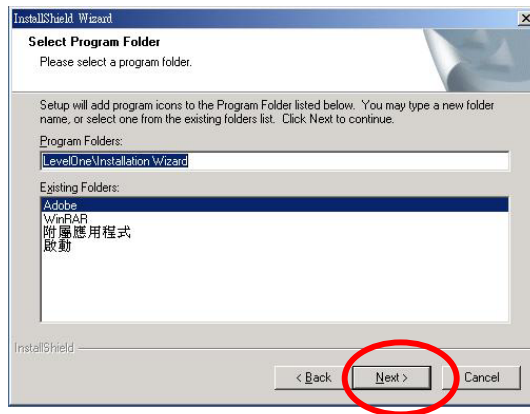 InstallShield Wizard
Select Program Folder
Please select a program folder.
Setup will add program icons to the Program Folder listed below. You may type a new folder
name, or select one from the existing folders list. Click Next to continue.
Program Folders:
LevelOne\Installation Wizard
Existing Folders:
Adobe
WinRAR
附屬應用程式
啟動
InstallShield
< Back
Next >
Cancel